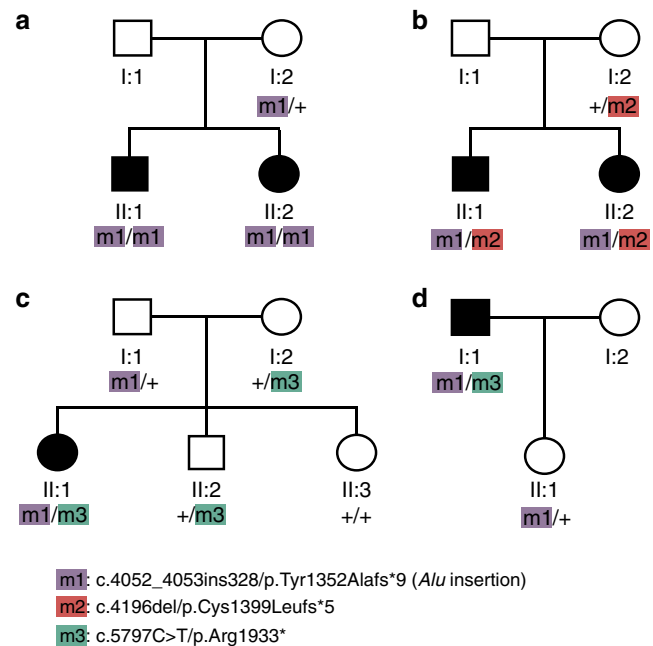 a
I:1 I:2
m1/+
II:1 II:2
m1/m1 m1/m1
b
I:1 I:2
+/m2
II:1 II:2
m1/m2 m1/m2
c
I:1 I:2
m1/+ +/m3
II:1 II:2 II:3
m1/m3 +/m3 +/+
d
I:1 I:2
m1/m3
II:1
m1/+
m1: c.4052_4053ins328/p.Tyr1352Alafs*9 (Alu insertion)
m2: c.4196del/p.Cys1399Leufs*5
m3: c.5797C>T/p.Arg1933*